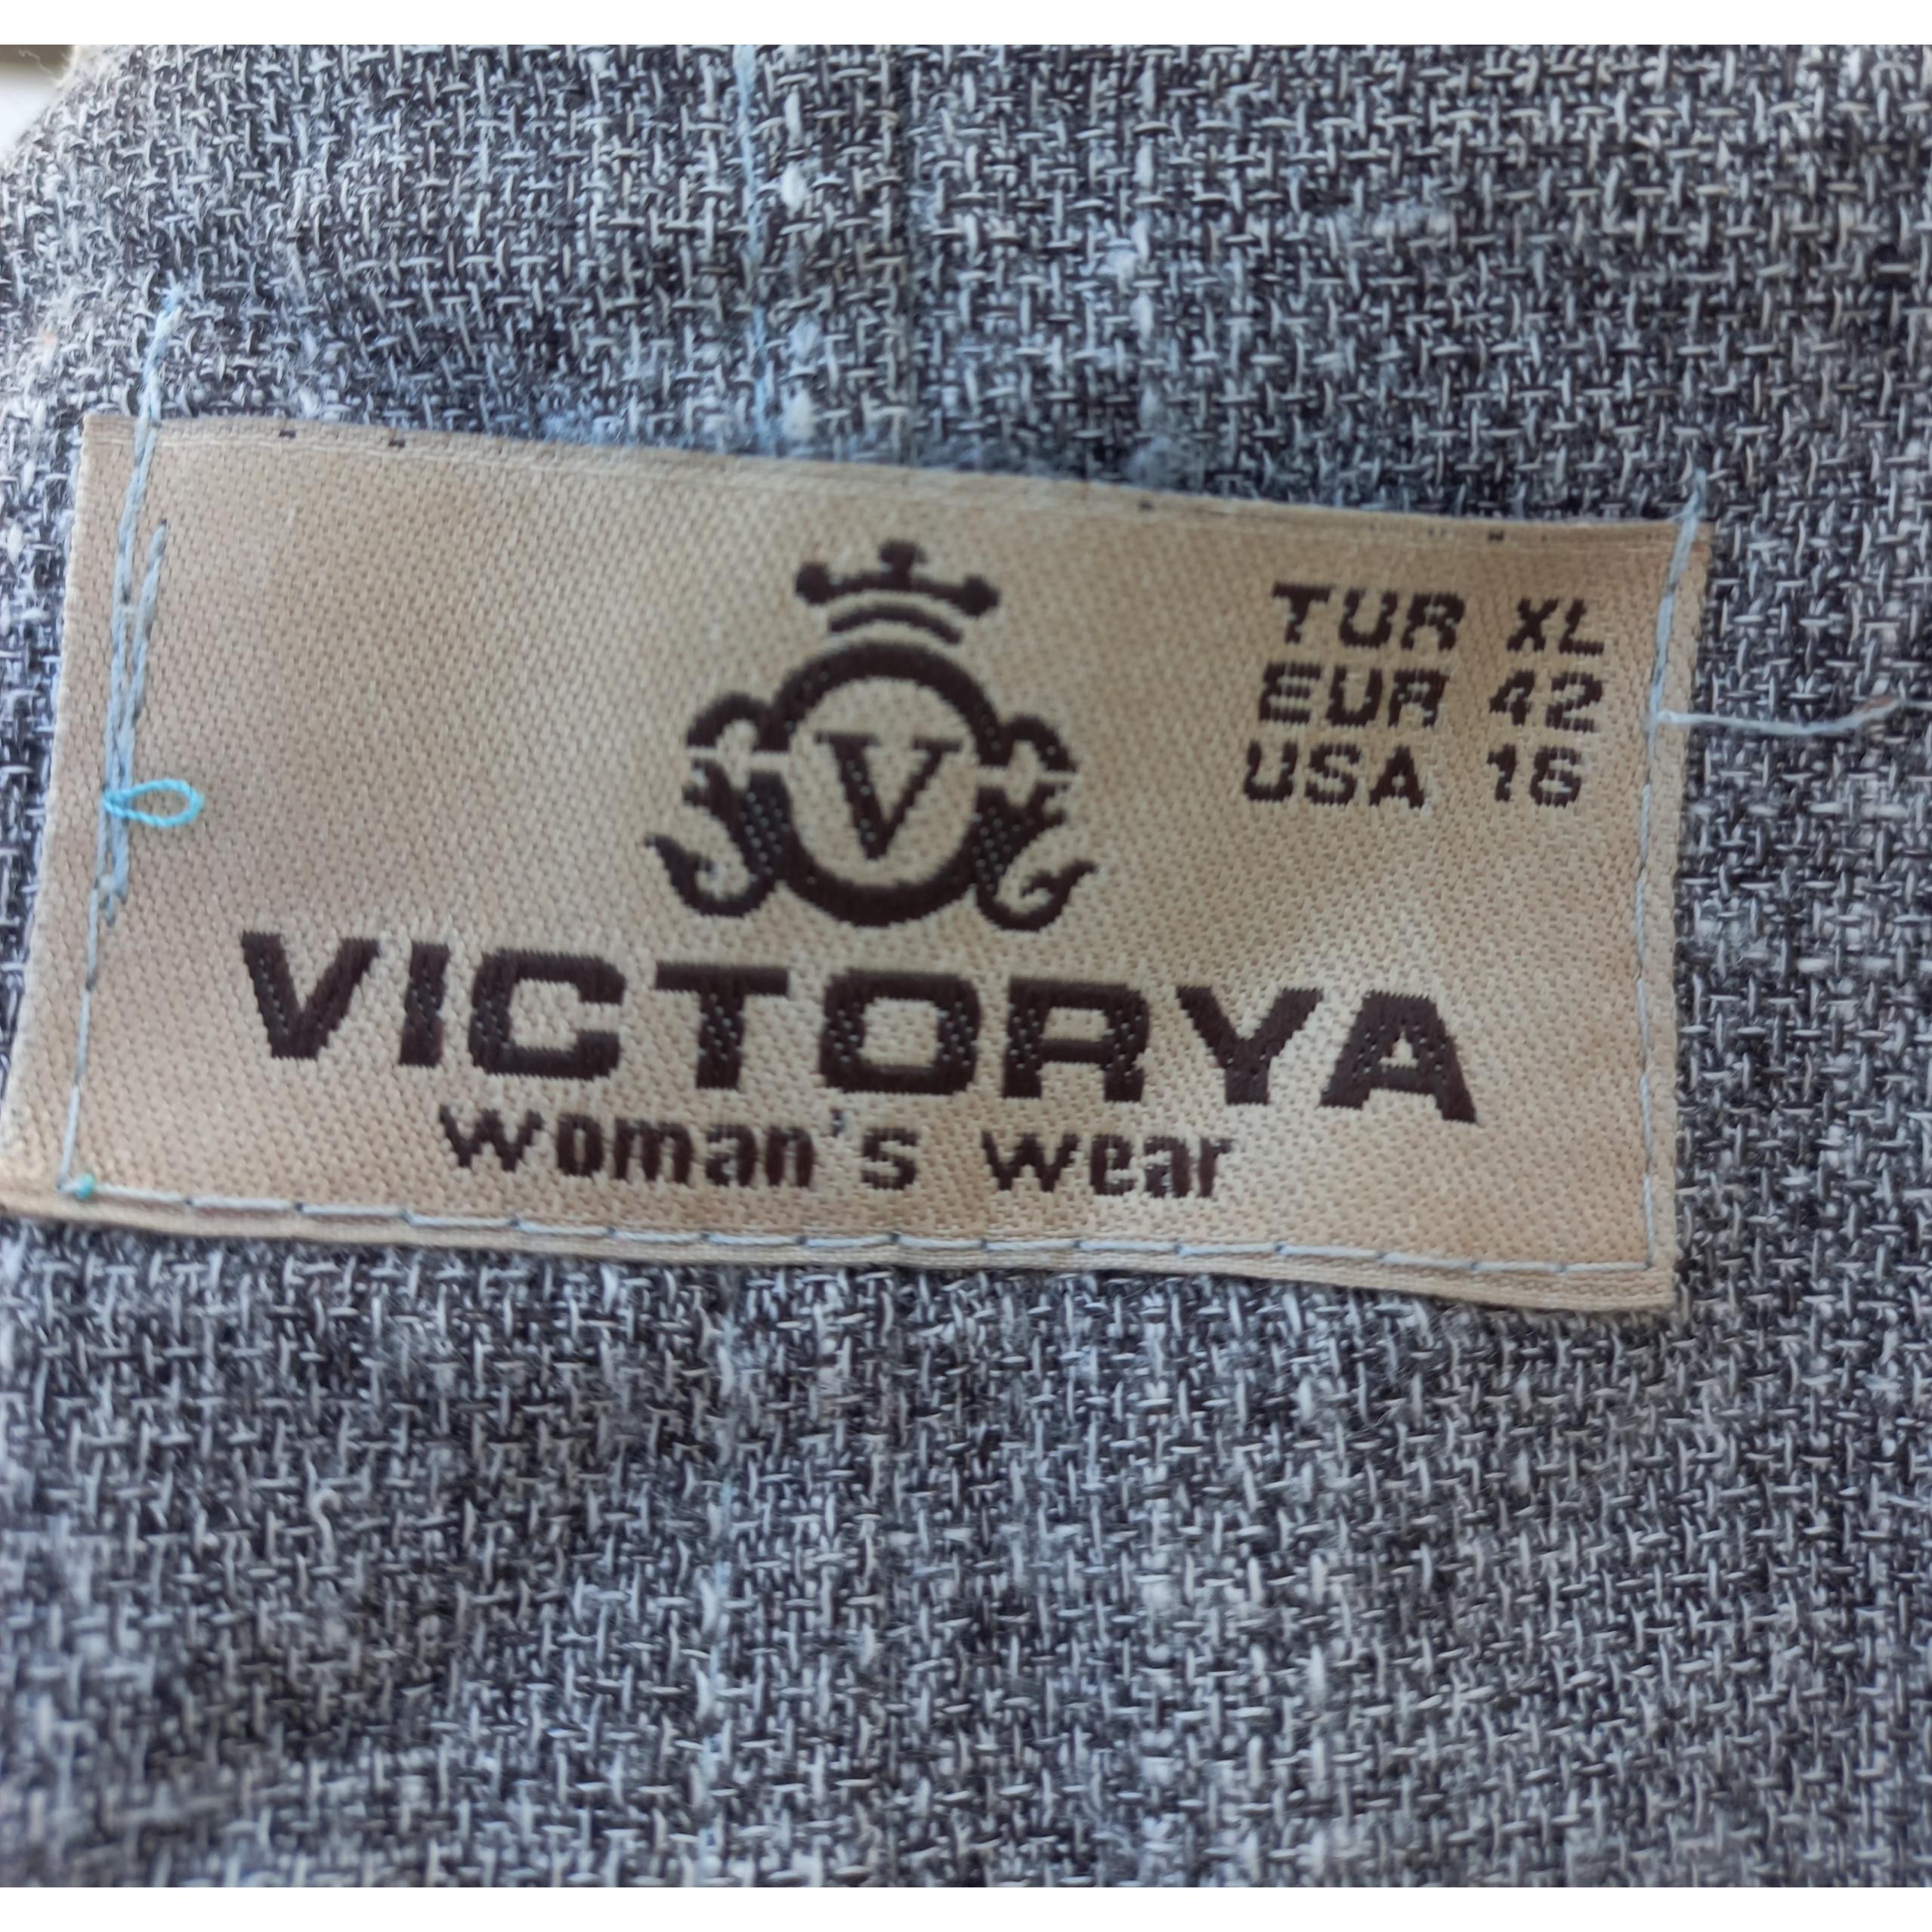 V
TUR XL
EUR 42
USA 16
VICTORYA
woman's wear